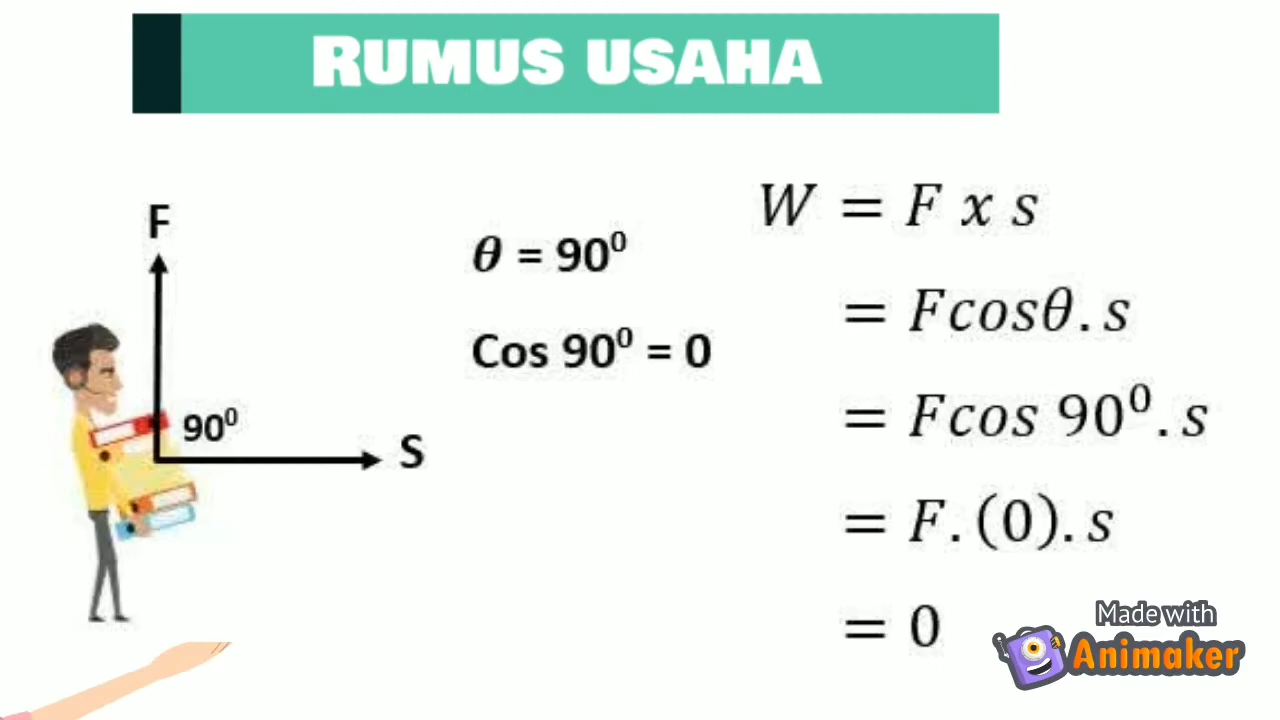 RUMUS USAHA
F
90⁰
S
θ = 90⁰
Cos 90⁰ = 0
W = F x s
= Fcosθ.s
= Fcos 90⁰.s
= F.(0).s
= 0
Made with
Animaker